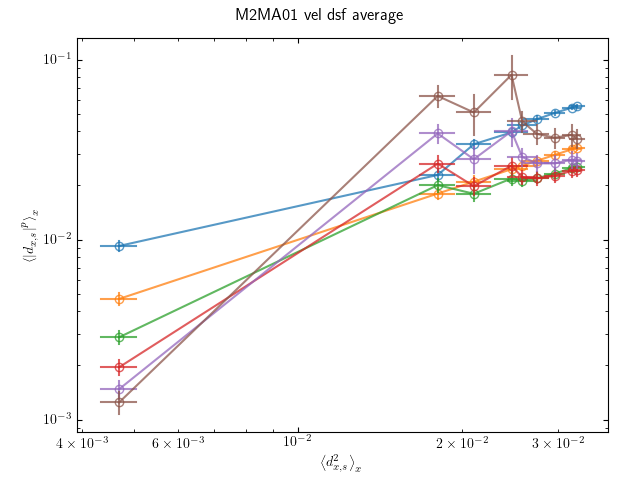 M2MA01 vel dsf average
10⁻¹
10⁻²
10⁻³
⟨|d_{x,s}|^p⟩_x
4 × 10⁻³ 6 × 10⁻³ 10⁻² 2 × 10⁻² 3 × 10⁻²
⟨d²_{x,s}⟩_x